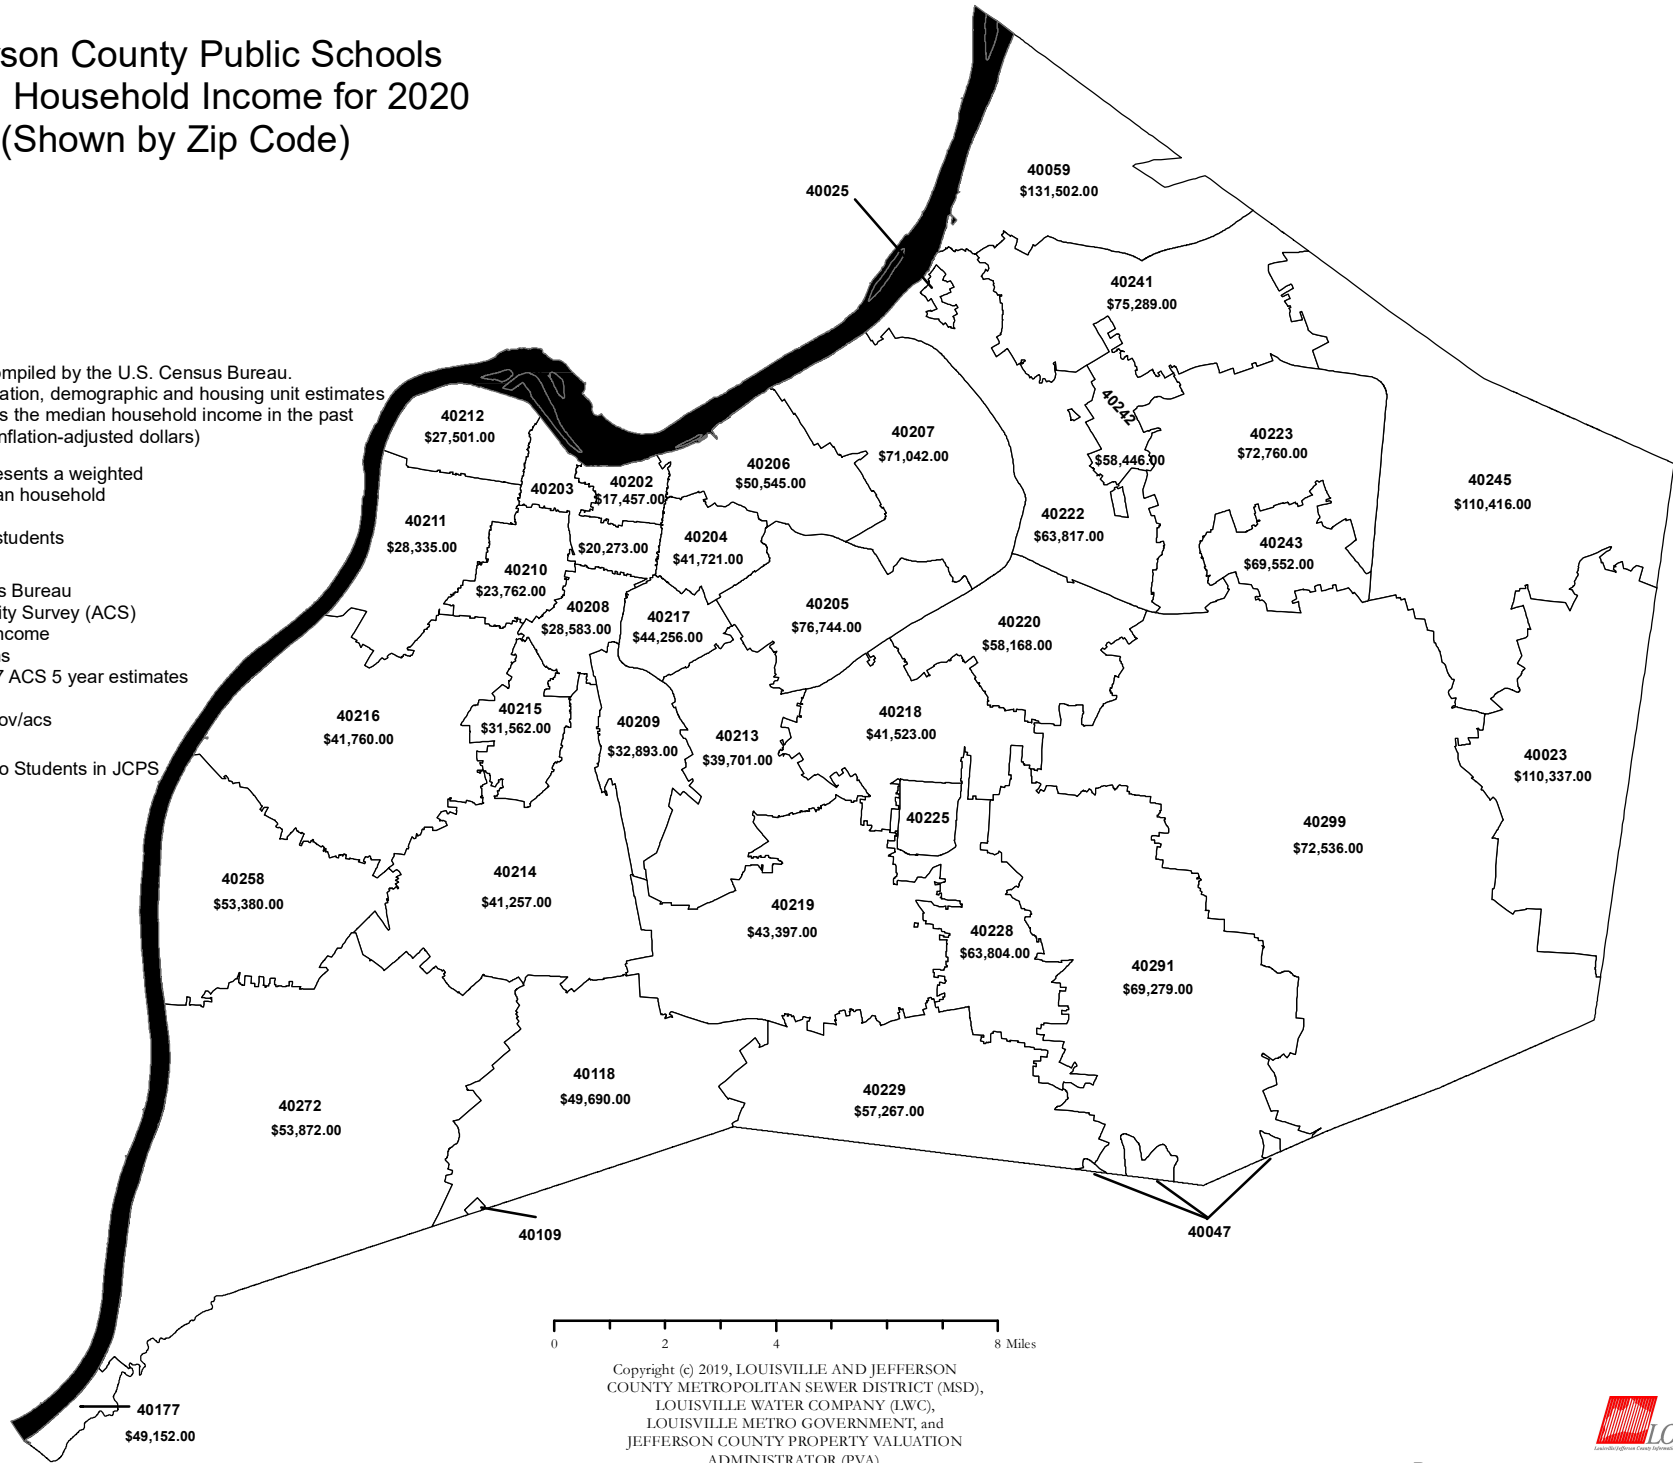 rson County Public Schools
Household Income for 2020
(Shown by Zip Code)
mpiled by the U.S. Census Bureau.
ation, demographic and housing unit estimates
s the median household income in the past
nflation-adjusted dollars)
esents a weighted
an household
students
s Bureau
ity Survey (ACS)
ncome
ns
7 ACS 5 year estimates
ov/acs
o Students in JCPS
40059
$131,502.00
40025
40241
$75,289.00
40242
$58,446.00
40223
$72,760.00
40212
$27,501.00
40207
$71,042.00
40206
$50,545.00
40245
$110,416.00
40203
$20,273.00
40202
$17,457.00
40211
$28,335.00
40204
$41,721.00
40222
$63,817.00
40243
$69,552.00
40210
$23,762.00
40208
$28,583.00
40217
$44,256.00
40205
$76,744.00
40220
$58,168.00
40216
$41,760.00
40215
$31,562.00
40209
$32,893.00
40213
$39,701.00
40218
$41,523.00
40023
$110,337.00
40225
40299
$72,536.00
40258
$53,380.00
40214
$41,257.00
40219
$43,397.00
40228
$63,804.00
40291
$69,279.00
40118
$49,690.00
40229
$57,267.00
40272
$53,872.00
40109
40047
40177
$49,152.00
0 2 4 8 Miles
Copyright (c) 2019, LOUISVILLE AND JEFFERSON
COUNTY METROPOLITAN SEWER DISTRICT (MSD),
LOUISVILLE WATER COMPANY (LWC),
LOUISVILLE METRO GOVERNMENT, and
JEFFERSON COUNTY PROPERTY VALUATION
ADMINISTRATOR (PVA)
LO
Louisville/Jefferson County Informatio